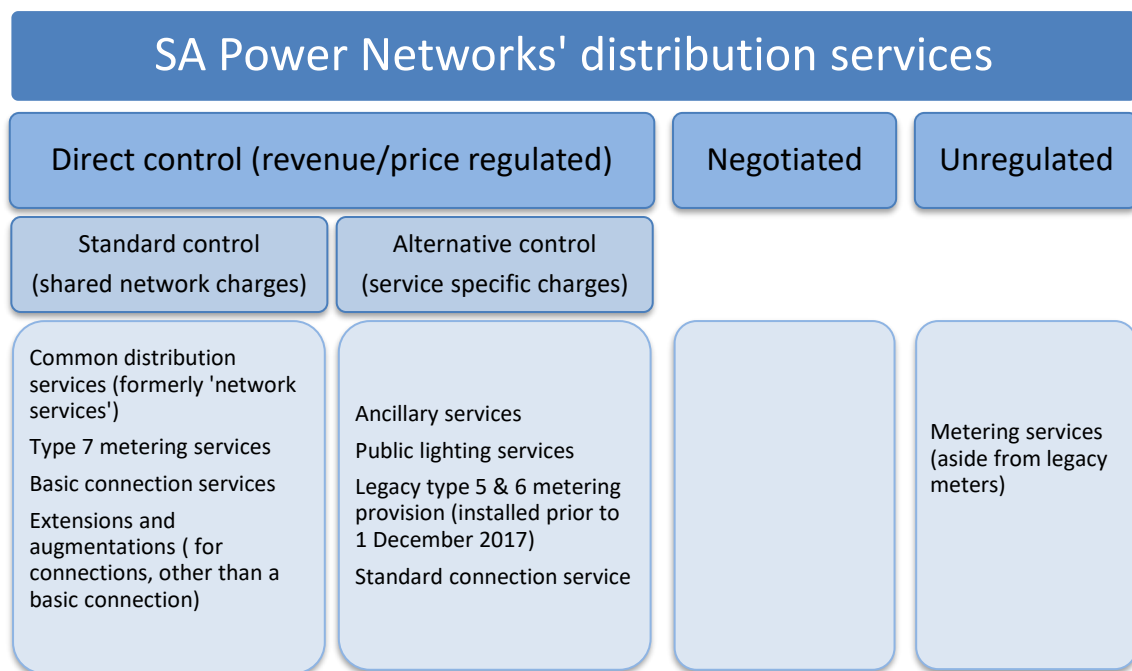 SA Power Networks' distribution services
Direct control (revenue/price regulated)
Negotiated
Unregulated
Standard control
(shared network charges)
Alternative control
(service specific charges)
Common distribution
services (formerly 'network
services')
Type 7 metering services
Basic connection services
Extensions and
augmentations ( for
connections, other than a
basic connection)
Ancillary services
Public lighting services
Legacy type 5 & 6 metering
provision (installed prior to
1 December 2017)
Standard connection service
Metering services
(aside from legacy
meters)